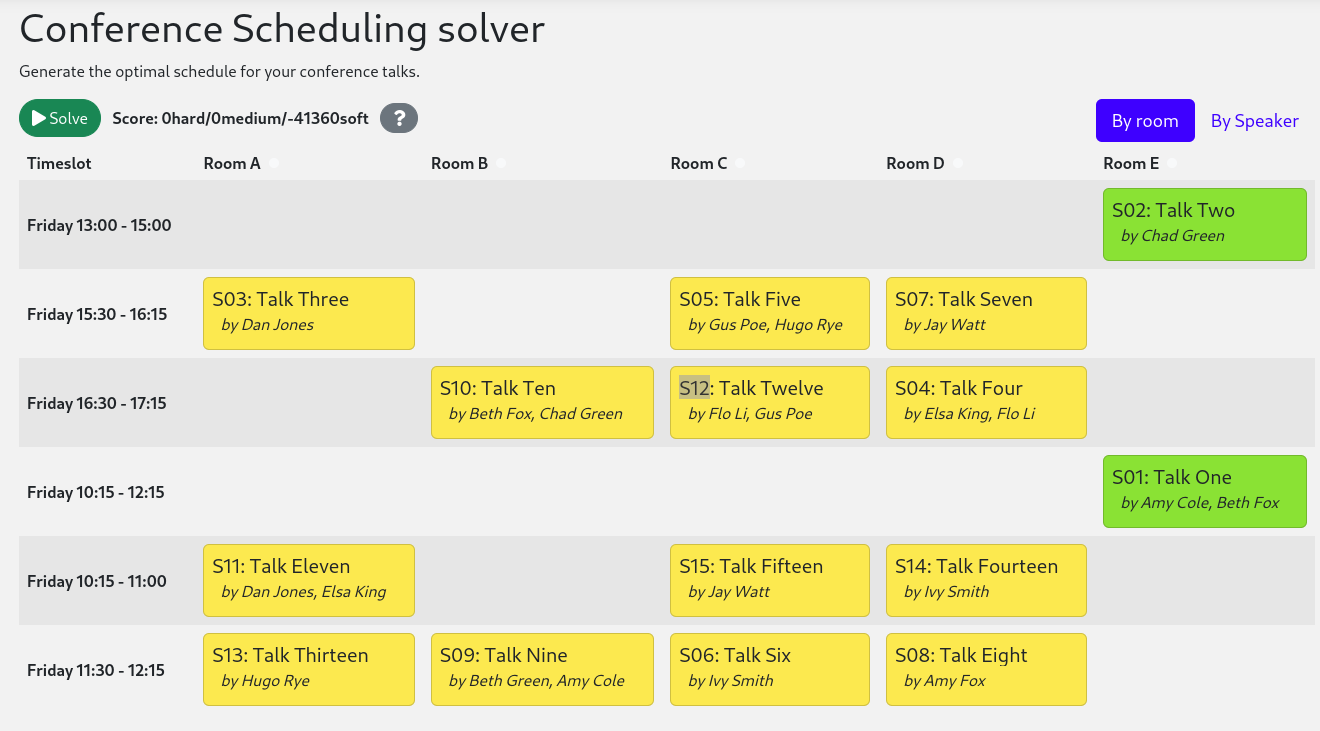 Conference Scheduling solver
Generate the optimal schedule for your conference talks.
Solve Score: 0hard/0medium/-41360soft ? By room By Speaker
Timeslot Room A Room B Room C Room D Room E
Friday 13:00 - 15:00
S02: Talk Two
by Chad Green
Friday 15:30 - 16:15
S03: Talk Three
by Dan Jones
S05: Talk Five
by Gus Poe, Hugo Rye
S07: Talk Seven
by Jay Watt
Friday 16:30 - 17:15
S10: Talk Ten
by Beth Fox, Chad Green
S12: Talk Twelve
by Flo Li, Gus Poe
S04: Talk Four
by Elsa King, Flo Li
Friday 10:15 - 12:15
S01: Talk One
by Amy Cole, Beth Fox
Friday 10:15 - 11:00
S11: Talk Eleven
by Dan Jones, Elsa King
S15: Talk Fifteen
by Jay Watt
S14: Talk Fourteen
by Ivy Smith
Friday 11:30 - 12:15
S13: Talk Thirteen
by Hugo Rye
S09: Talk Nine
by Beth Green, Amy Cole
S06: Talk Six
by Ivy Smith
S08: Talk Eight
by Amy Fox